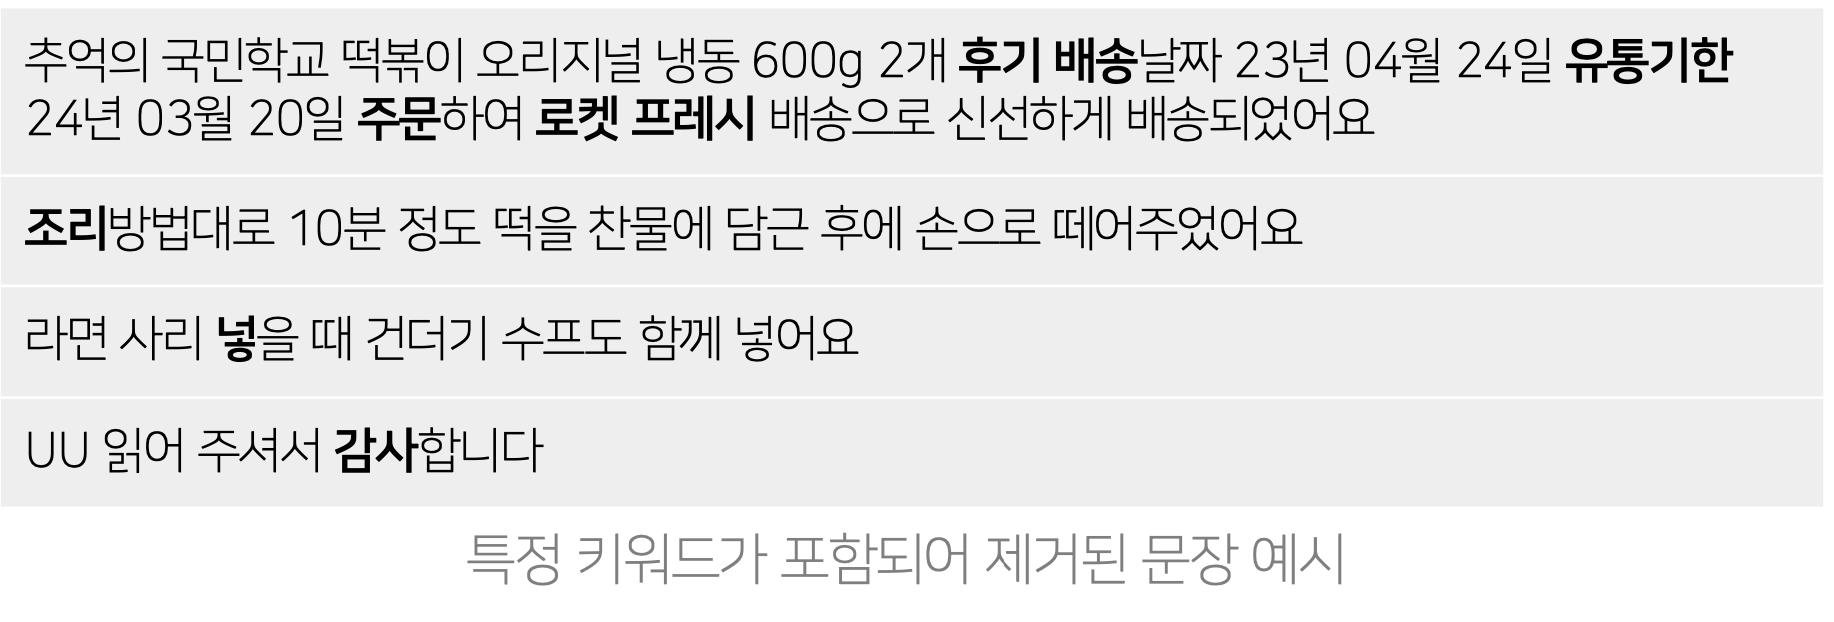 추억의 국민학교 떡볶이 오리지널 냉동 600g 2개 후기 배송날짜 23년 04월 24일 유통기한
24년 03월 20일 주문하여 로켓 프레시 배송으로 신선하게 배송되었어요
조리방법대로 10분 정도 떡을 찬물에 담근 후에 손으로 떼어주었어요
라면 사리 넣을 때 건더기 수프도 함께 넣어요
UU 읽어 주셔서 감사합니다
특정 키워드가 포함되어 제거된 문장 예시